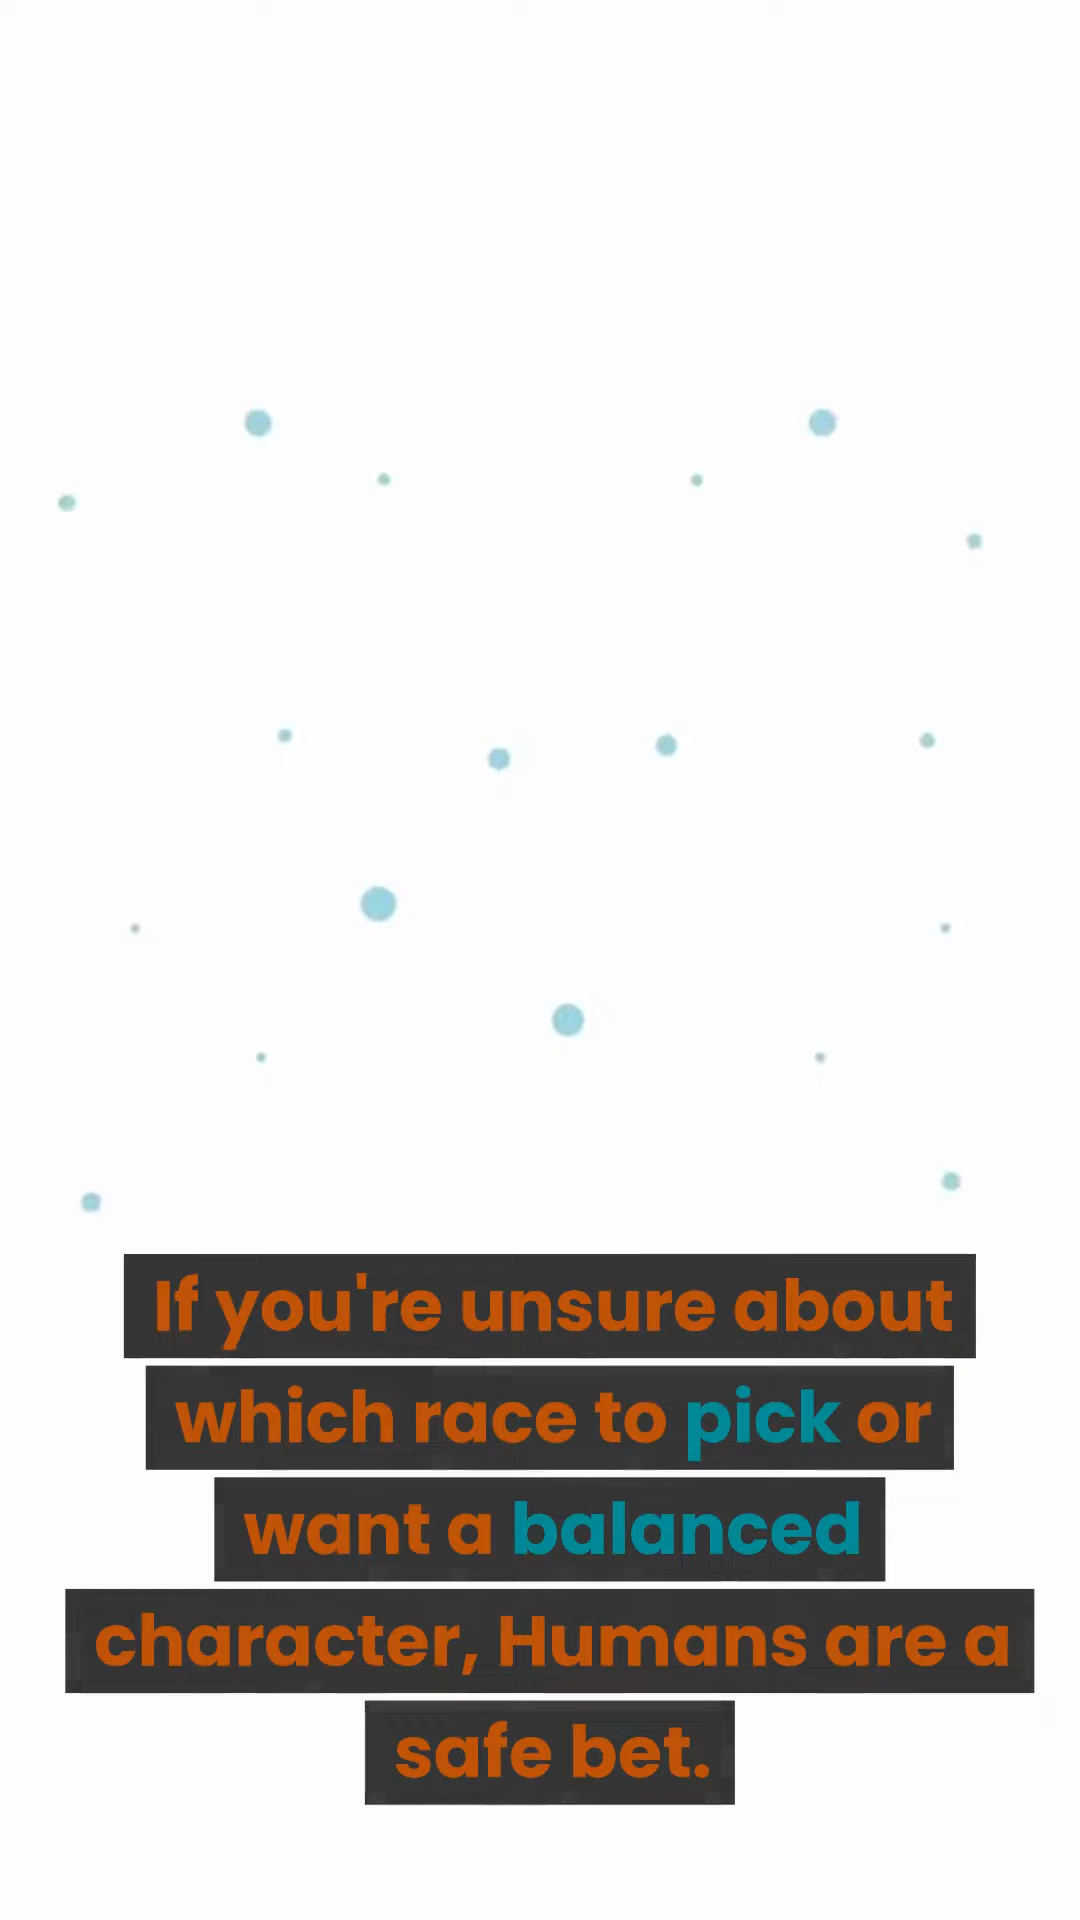 If you're unsure about
which race to pick or
want a balanced
character, Humans are a
safe bet.